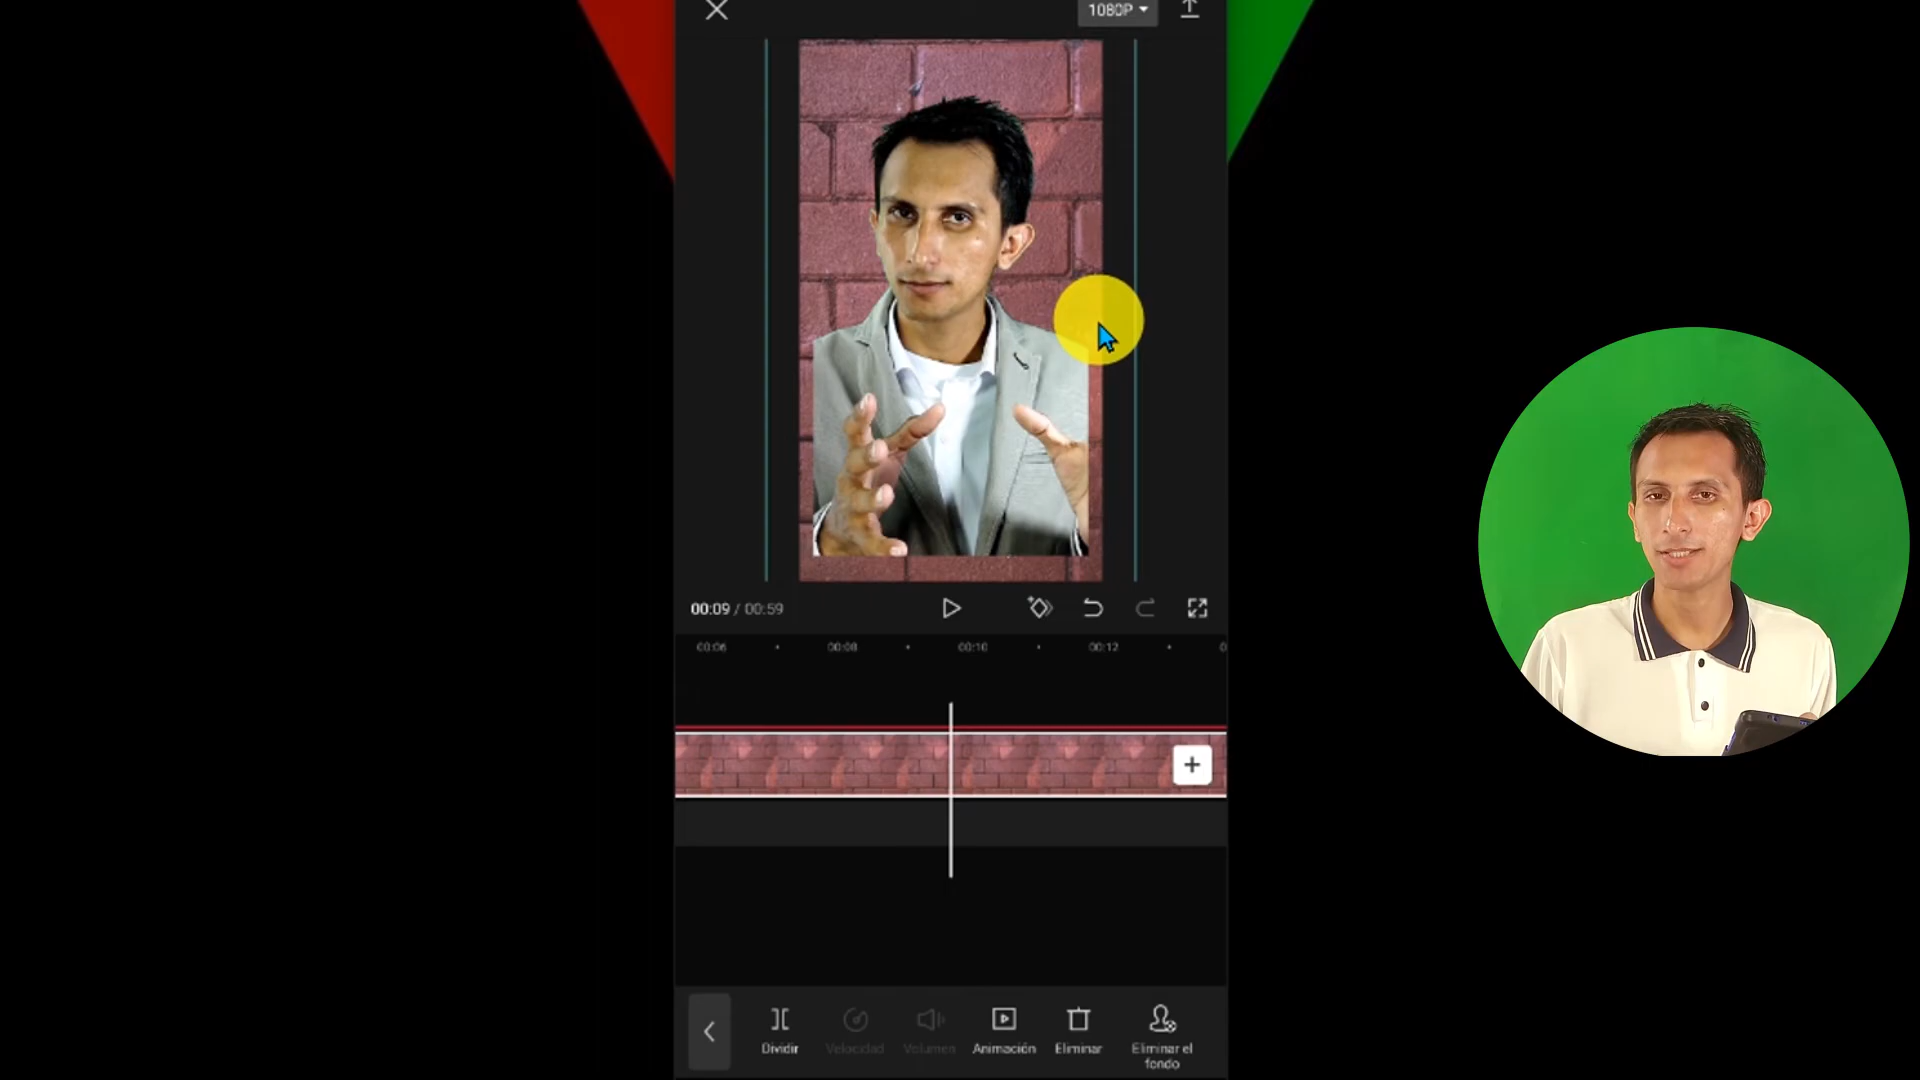 1080P
00:09 / 00:59
00:06 00:08 00:10 00:12 0
Dividir Velocidad Volumen Animación Eliminar Eliminar el
fondo